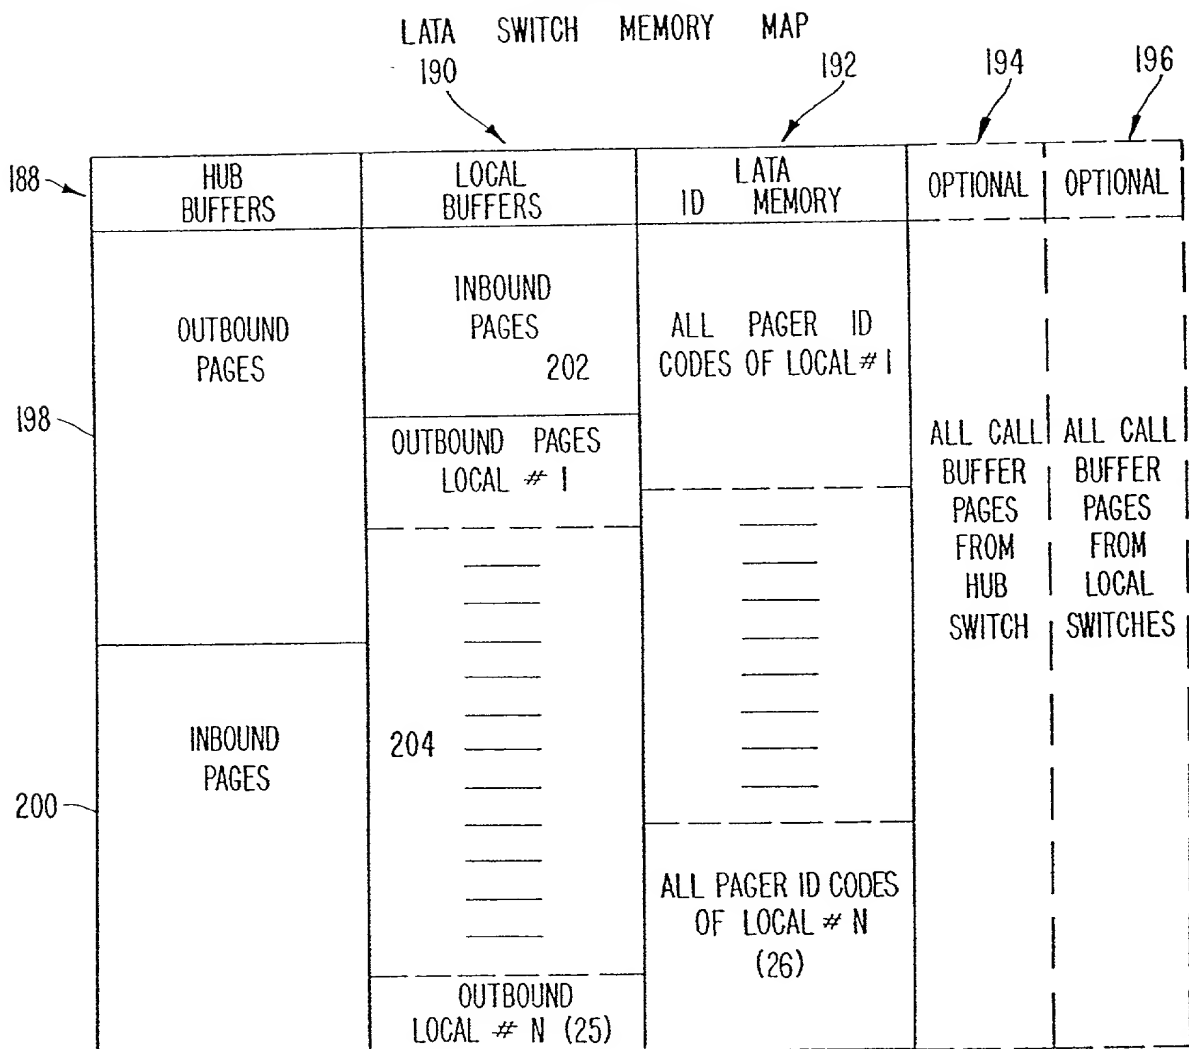 LATA SWITCH MEMORY MAP
190
192
194
196
188
HUB
BUFFERS
LOCAL
BUFFERS
LATA
ID MEMORY
OPTIONAL
OPTIONAL
OUTBOUND
PAGES
198
INBOUND
PAGES
200
INBOUND
PAGES
202
OUTBOUND PAGES
LOCAL # 1
204
OUTBOUND
LOCAL # N (25)
ALL PAGER ID
CODES OF LOCAL # 1
ALL PAGER ID CODES
OF LOCAL # N
(26)
ALL CALL
BUFFER
PAGES
FROM
HUB
SWITCH
ALL CALL
BUFFER
PAGES
FROM
LOCAL
SWITCHES